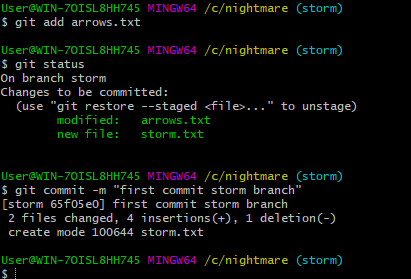 User@WIN-7OISL8HH745 MINGW64 /c/nightmare (storm)
$ git add arrows.txt
User@WIN-7OISL8HH745 MINGW64 /c/nightmare (storm)
$ git status
On branch storm
Changes to be committed:
  (use "git restore --staged <file>..." to unstage)
        modified:   arrows.txt
        new file:   storm.txt
User@WIN-7OISL8HH745 MINGW64 /c/nightmare (storm)
$ git commit -m "first commit storm branch"
[storm 65f05e0] first commit storm branch
 2 files changed, 4 insertions(+), 1 deletion(-)
 create mode 100644 storm.txt
User@WIN-7OISL8HH745 MINGW64 /c/nightmare (storm)
$